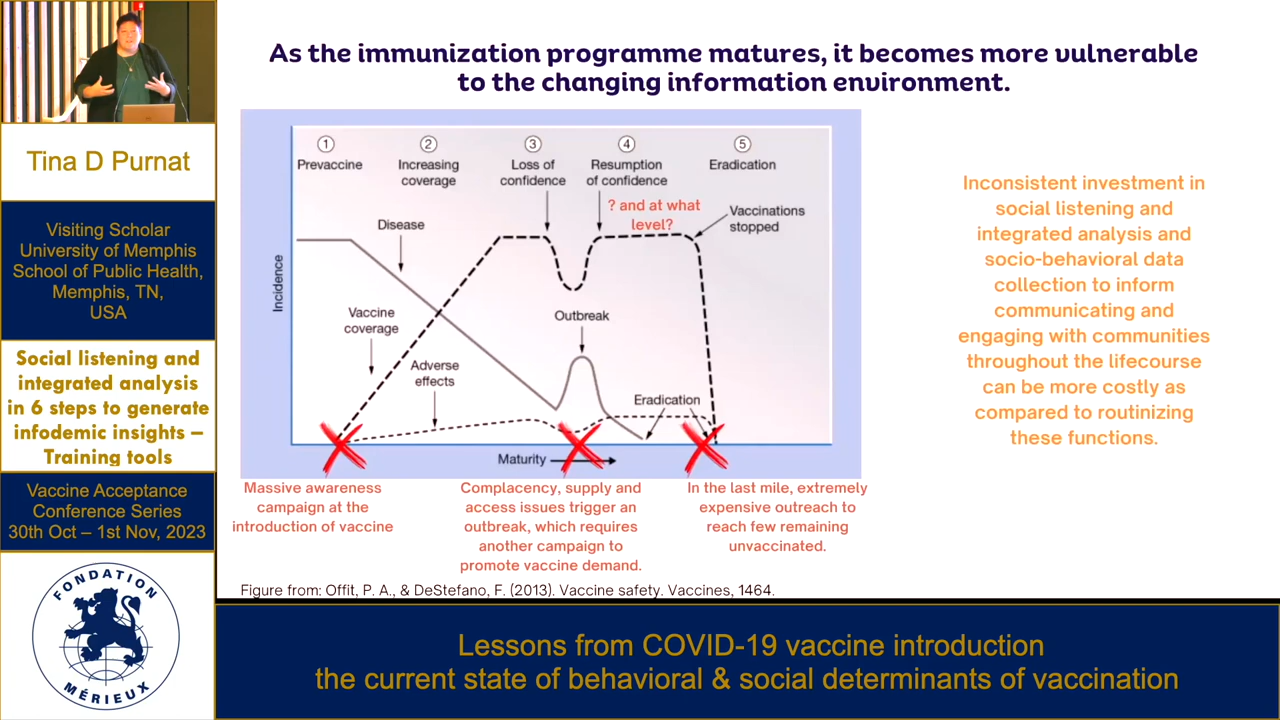 As the immunization programme matures, it becomes more vulnerable
to the changing information environment.
Tina D Purnat
Visiting Scholar
University of Memphis
School of Public Health,
Memphis, TN,
USA
Social listening and
integrated analysis
in 6 steps to generate
infodemic insights –
Training tools
Vaccine Acceptance
Conference Series
30th Oct – 1st Nov, 2023
FONDATION
MÉRIEUX
1
Prevaccine
2
Increasing
coverage
3
Loss of
confidence
4
Resumption
of confidence
5
Eradication
? and at what
level?
Vaccinations
stopped
Disease
Incidence
Vaccine
coverage
Adverse
effects
Outbreak
Eradication
Maturity
Massive awareness
campaign at the
introduction of vaccine
Complacency, supply and
access issues trigger an
outbreak, which requires
another campaign to
promote vaccine demand.
In the last mile, extremely
expensive outreach to
reach few remaining
unvaccinated.
Inconsistent investment in
social listening and
integrated analysis and
socio-behavioral data
collection to inform
communicating and
engaging with communities
throughout the lifecourse
can be more costly as
compared to routinizing
these functions.
Figure from: Offit, P. A., & DeStefano, F. (2013). Vaccine safety. Vaccines, 1464.
Lessons from COVID-19 vaccine introduction
the current state of behavioral & social determinants of vaccination